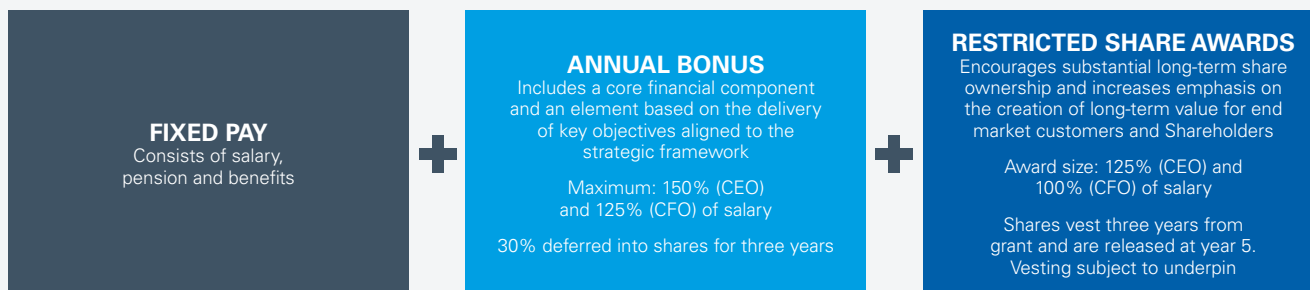 FIXED PAY
Consists of salary,
pension and benefits
ANNUAL BONUS
Includes a core financial component
and an element based on the delivery
of key objectives aligned to the
strategic framework
Maximum: 150% (CEO)
and 125% (CFO) of salary
30% deferred into shares for three years
RESTRICTED SHARE AWARDS
Encourages substantial long-term share
ownership and increases emphasis on
the creation of long-term value for end
market customers and Shareholders
Award size: 125% (CEO) and
100% (CFO) of salary
Shares vest three years from
grant and are released at year 5.
Vesting subject to underpin